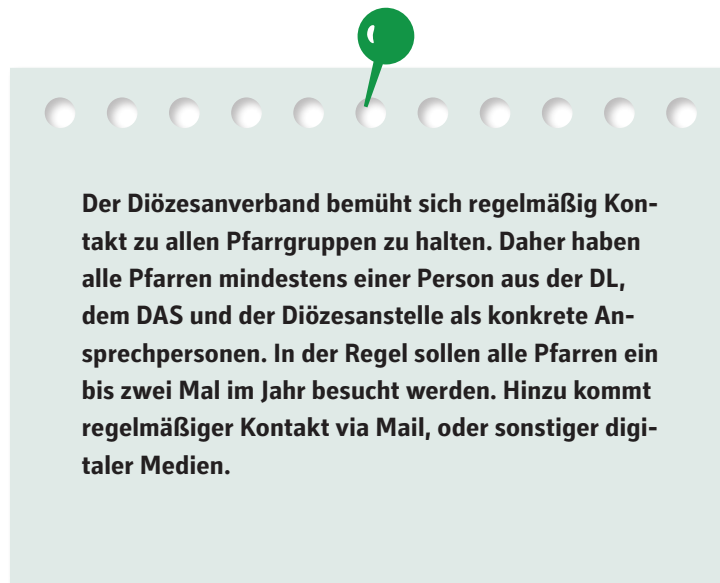 Der Diözesanverband bemüht sich regelmäßig Kon-
takt zu allen Pfarrgruppen zu halten. Daher haben
alle Pfarren mindestens einer Person aus der DL,
dem DAS und der Diözesanstelle als konkrete An-
sprechpersonen. In der Regel sollen alle Pfarren ein
bis zwei Mal im Jahr besucht werden. Hinzu kommt
regelmäßiger Kontakt via Mail, oder sonstiger digi-
taler Medien.